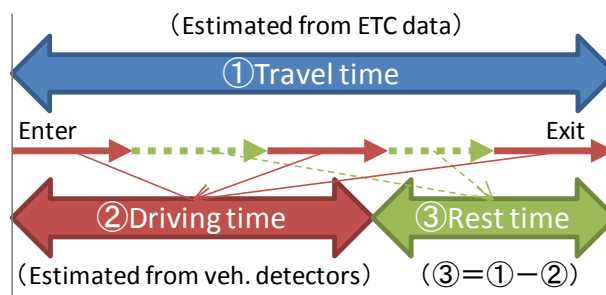 (Estimated from ETC data)
①Travel time
Enter
Exit
②Driving time
③Rest time
(Estimated from veh. detectors)
(③=①−②)